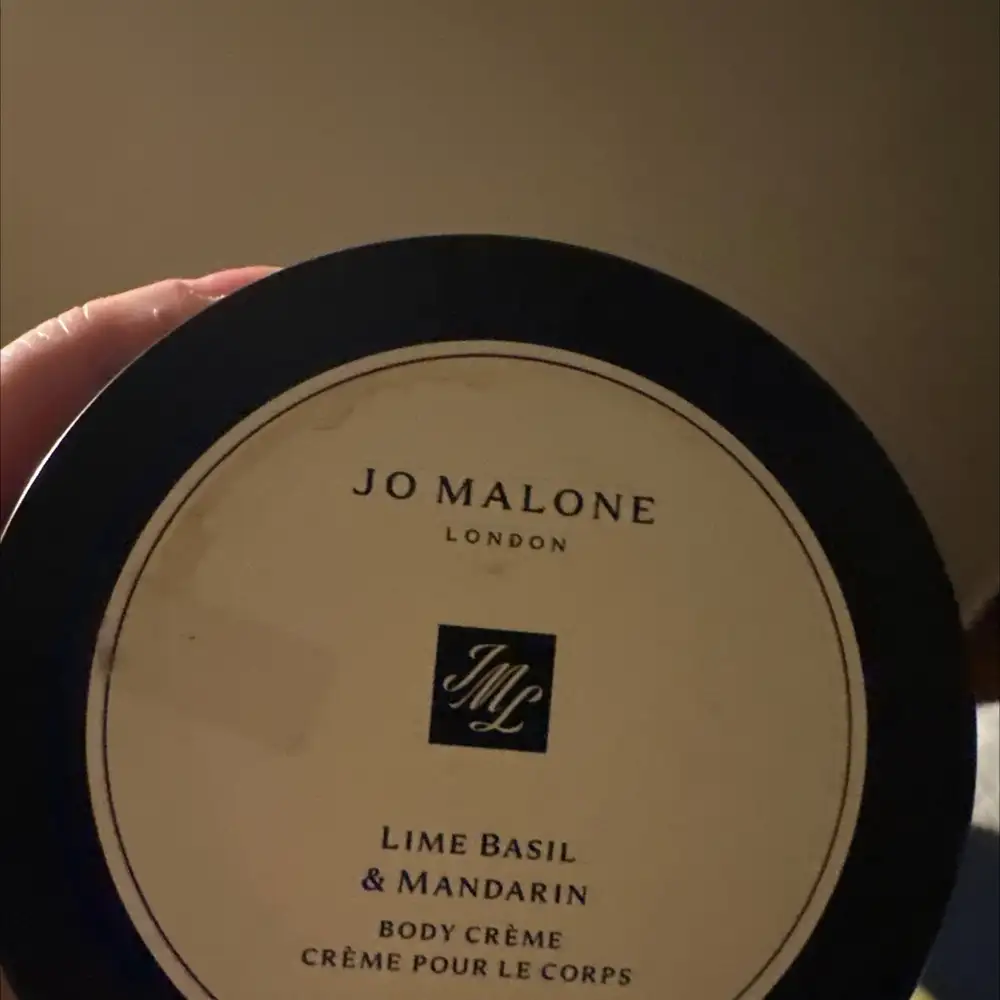 JO MALONE
LONDON
JML
LIME BASIL
& MANDARIN
BODY CRÈME
CRÈME POUR LE CORPS